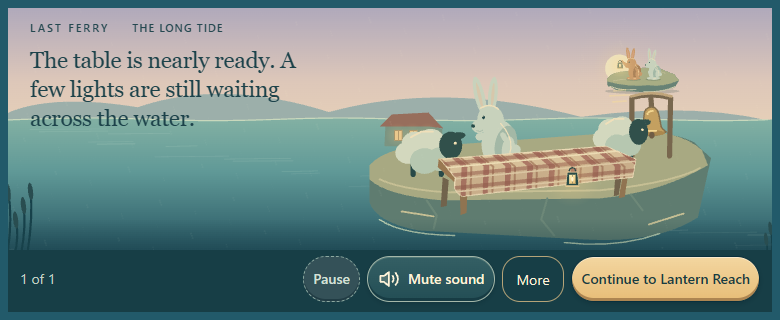 LAST FERRY THE LONG TIDE
The table is nearly ready. A
few lights are still waiting
across the water.
1 of 1
Pause
Mute sound
More
Continue to Lantern Reach